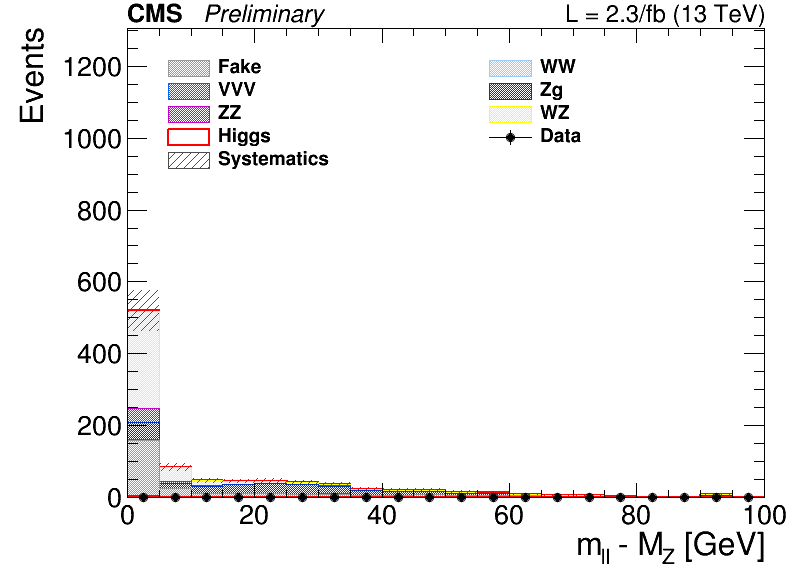 CMS Preliminary L = 2.3/fb (13 TeV)
Events
1200
1000
800
600
400
200
0
Fake
VVV
ZZ
Higgs
Systematics
WW
Zg
WZ
Data
0 20 40 60 80 100
m_ll - M_Z [GeV]